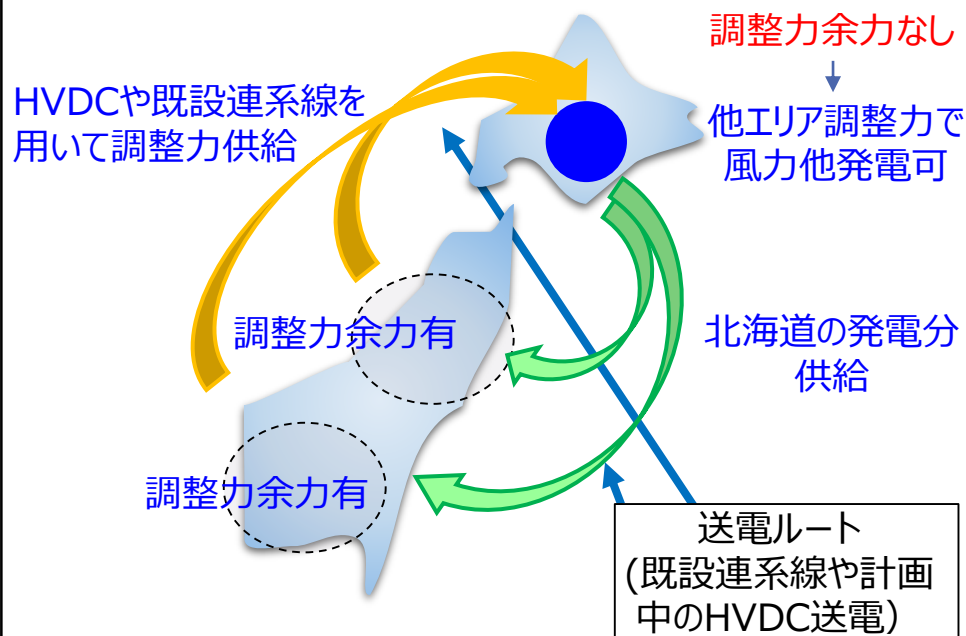 調整力余力なし
HVDCや既設連系線を
用いて調整力供給
他エリア調整力で
風力他発電可
調整力余力有
北海道の発電分
供給
調整力余力有
送電ルート
(既設連系線や計画
中のHVDC送電）